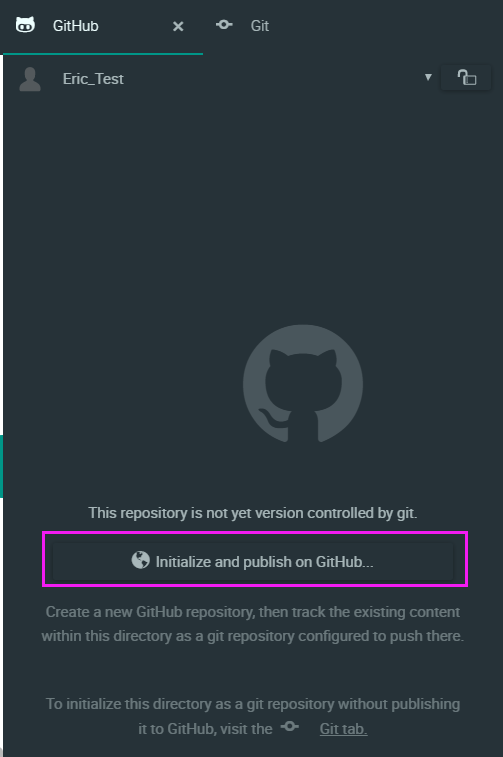 GitHub
Git
Eric_Test
This repository is not yet version controlled by git.
Initialize and publish on GitHub...
Create a new GitHub repository, then track the existing content
within this directory as a git repository configured to push there.
To initialize this directory as a git repository without publishing
it to GitHub, visit the Git tab.